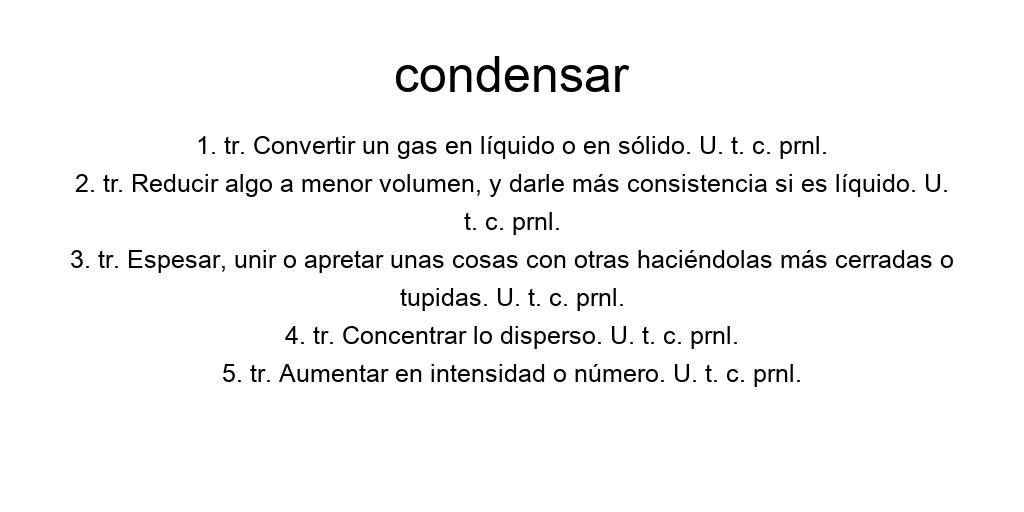 condensar
1. tr. Convertir un gas en líquido o en sólido. U. t. c. prnl.
2. tr. Reducir algo a menor volumen, y darle más consistencia si es líquido. U.
t. c. prnl.
3. tr. Espesar, unir o apretar unas cosas con otras haciéndolas más cerradas o
tupidas. U. t. c. prnl.
4. tr. Concentrar lo disperso. U. t. c. prnl.
5. tr. Aumentar en intensidad o número. U. t. c. prnl.